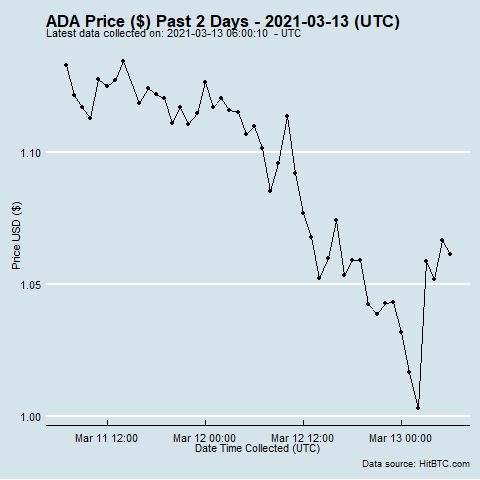 ADA Price ($) Past 2 Days - 2021-03-13 (UTC)
Latest data collected on: 2021-03-13 06:00:10  - UTC
Price USD ($)
1.10
1.05
1.00
Mar 11 12:00
Mar 12 00:00
Mar 12 12:00
Mar 13 00:00
Date Time Collected (UTC)
Data source: HitBTC.com